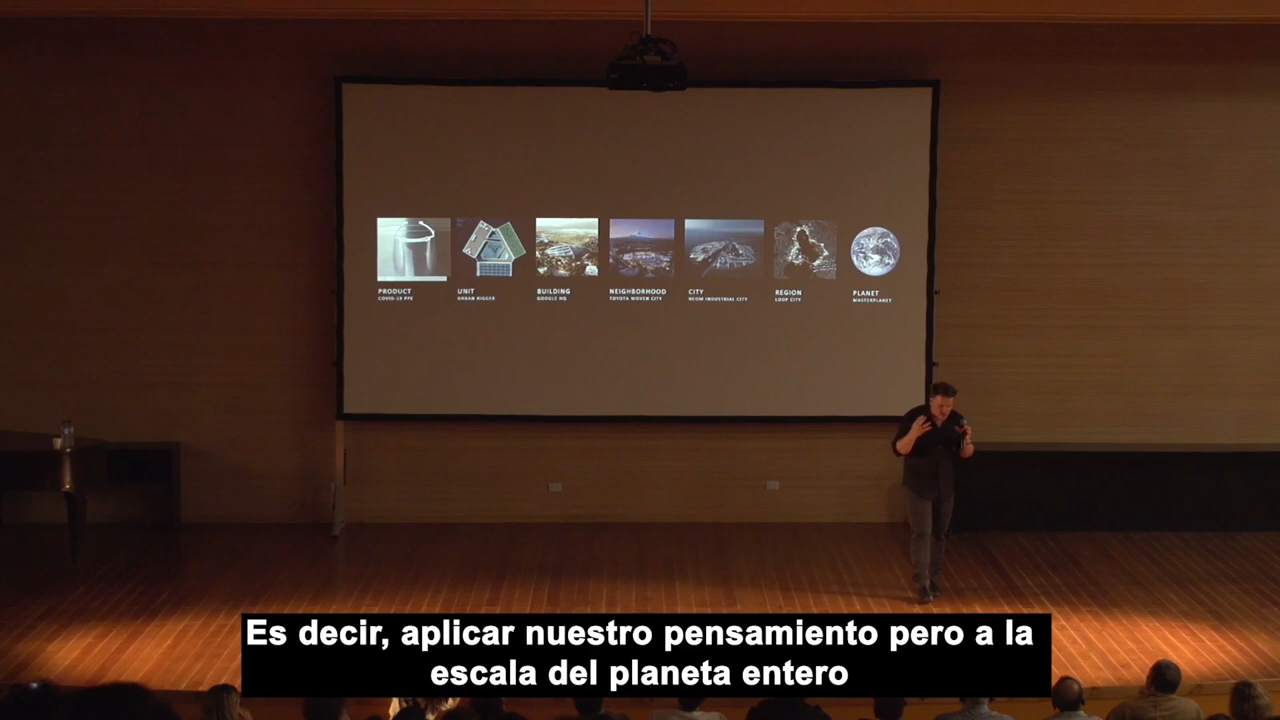 PRODUCT
COVID-19 PPE
UNIT
URBAN RIGGER
BUILDING
GOOGLE HQ
NEIGHBORHOOD
TOYOTA WOVEN CITY
CITY
NEOM INDUSTRIAL CITY
REGION
LOOP CITY
PLANET
MASTERPLANET
Es decir, aplicar nuestro pensamiento pero a la
escala del planeta entero